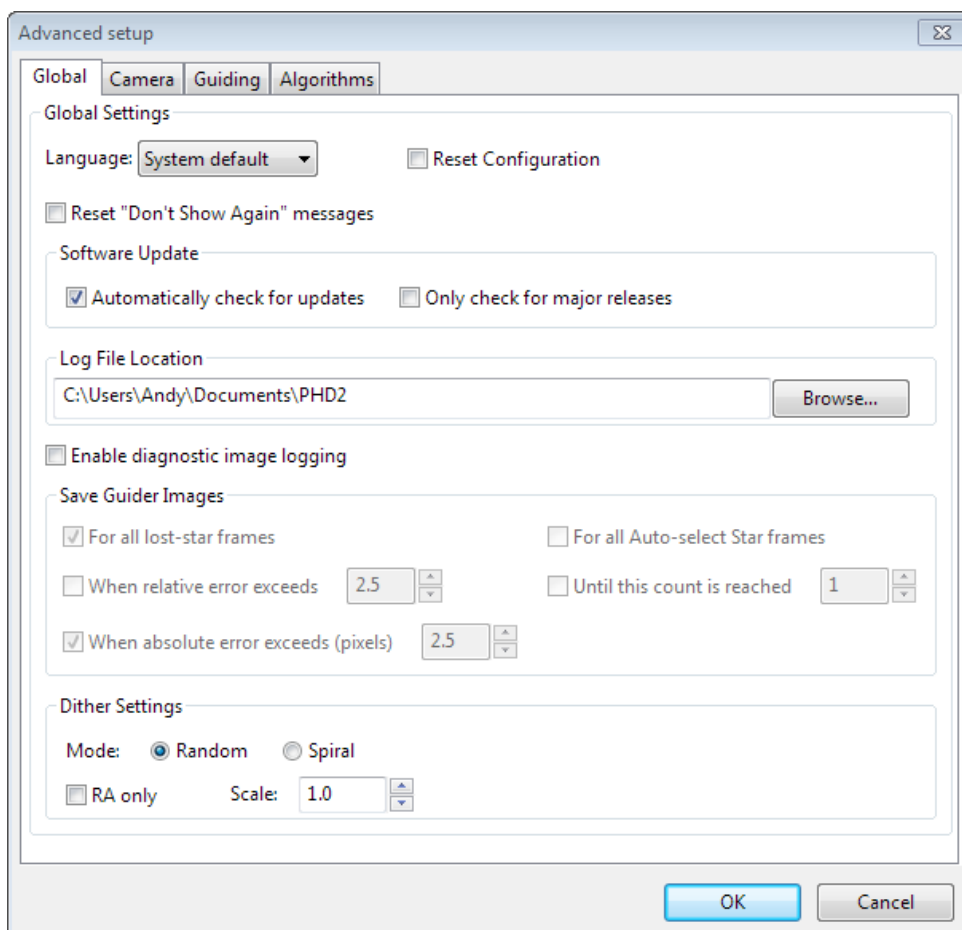 Advanced setup
Global Camera Guiding Algorithms
Global Settings
Language: System default Reset Configuration
Reset "Don't Show Again" messages
Software Update
Automatically check for updates Only check for major releases
Log File Location
C:\Users\Andy\Documents\PHD2 Browse...
Enable diagnostic image logging
Save Guider Images
For all lost-star frames For all Auto-select Star frames
When relative error exceeds 2.5 Until this count is reached 1
When absolute error exceeds (pixels) 2.5
Dither Settings
Mode: Random Spiral
RA only Scale: 1.0
OK Cancel